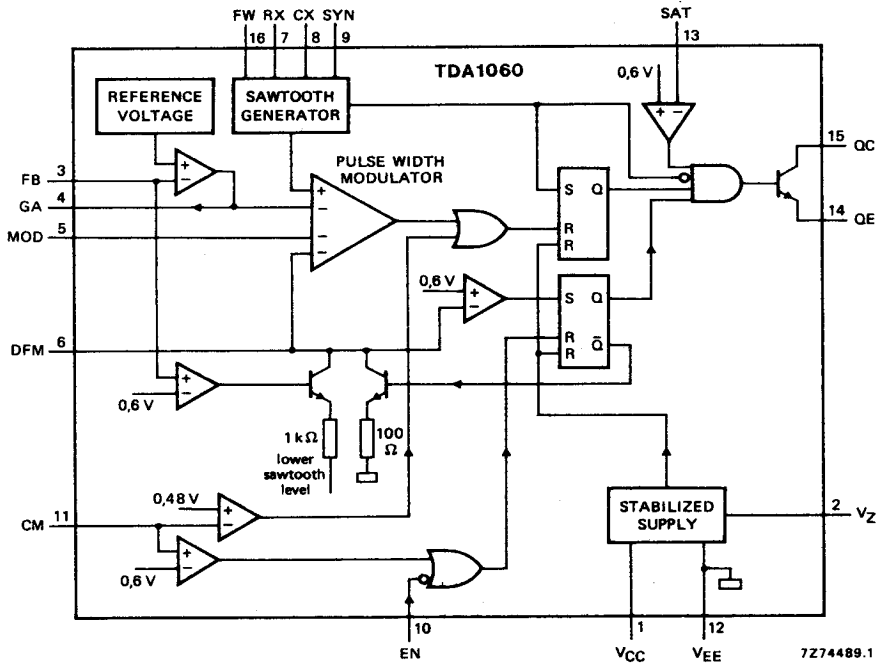 FW RX CX SYN
16 7 8 9
SAT
13
TDA1060
0,6 V
+ −
REFERENCE
VOLTAGE
SAWTOOTH
GENERATOR
15 QC
PULSE WIDTH
MODULATOR
FB 3
+
−
GA 4
MOD 5
+
−
−
−
S Q
R
R
14 QE
0,6 V
+
−
S Q
R Q̄
R
DFM 6
+
−
0,6 V
1 kΩ
lower
sawtooth
level
100
Ω
0,48 V
+
−
CM 11
+
−
0,6 V
STABILIZED
SUPPLY
2 VZ
10
EN
1
VCC
12
VEE
7Z74489.1